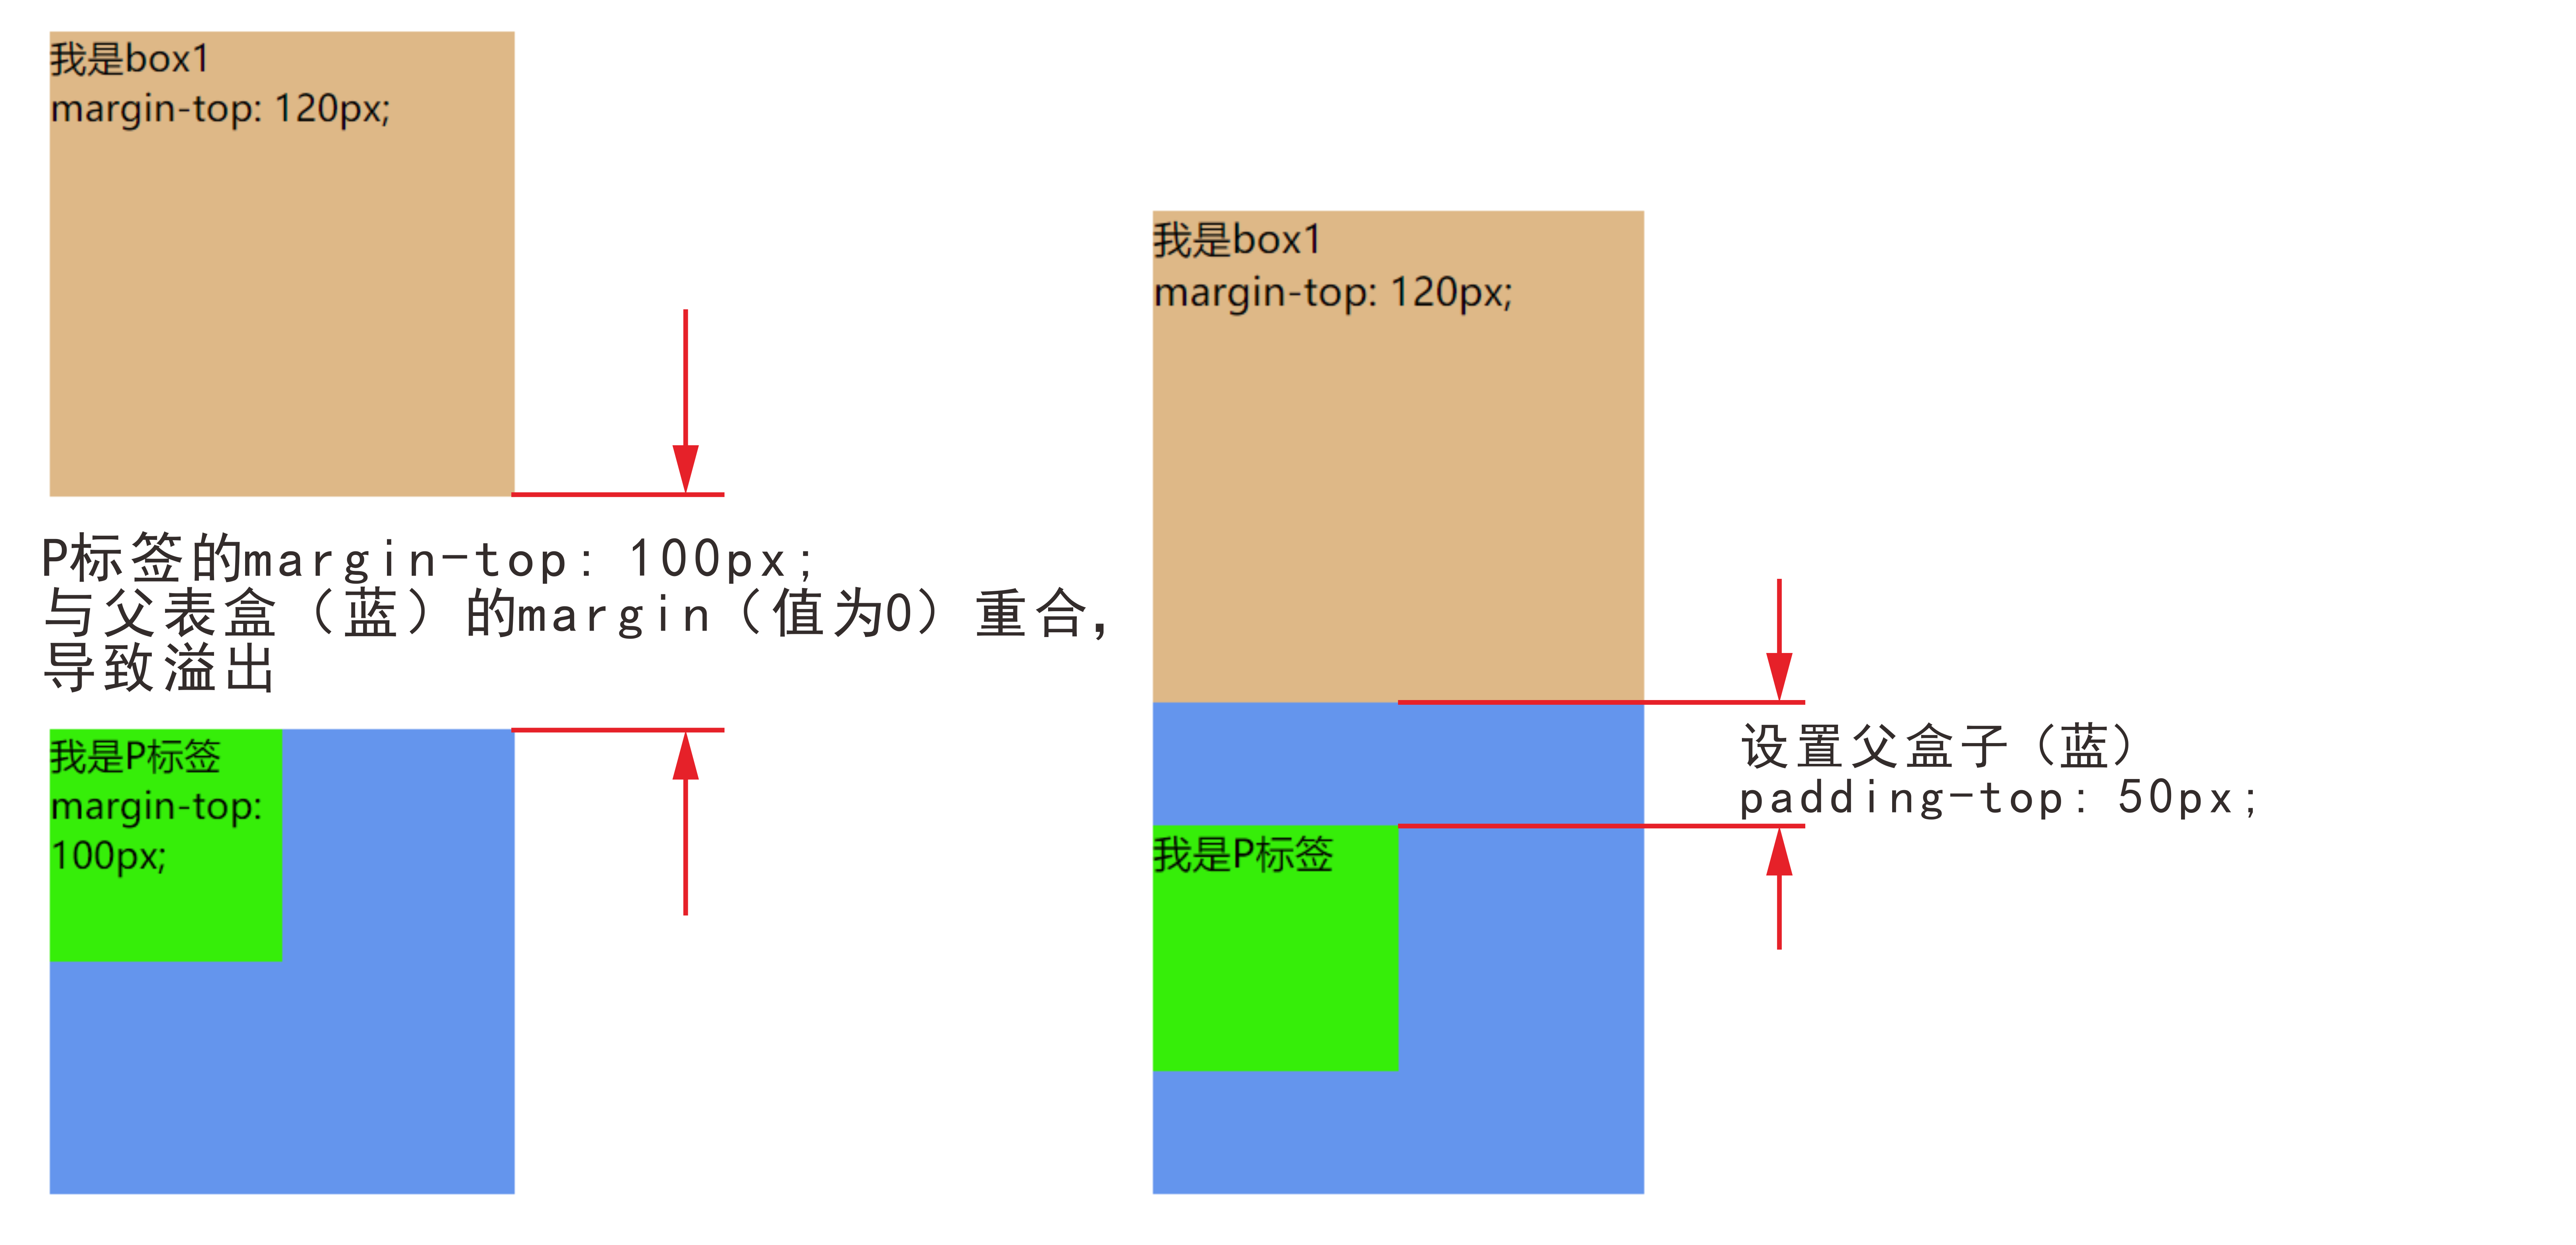 我是box1
margin-top: 120px;
P标签的margin-top: 100px;
与父表盒（蓝）的margin（值为0）重合，
导致溢出
我是P标签
margin-top:
100px;
我是box1
margin-top: 120px;
设置父盒子（蓝）
padding-top: 50px;
我是P标签